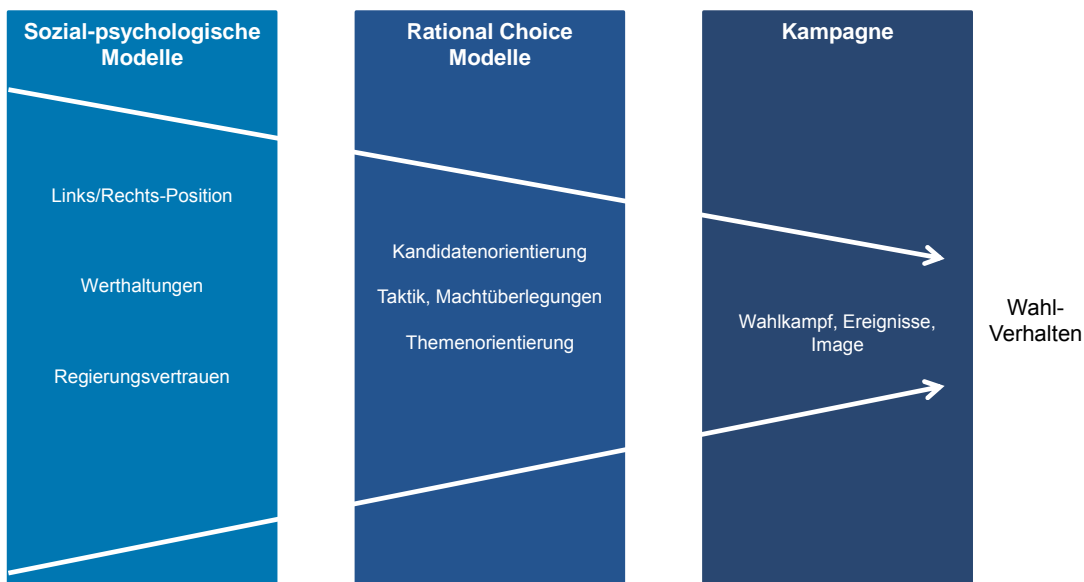 Sozial-psychologische
Modelle
Links/Rechts-Position
Werthaltungen
Regierungsvertrauen
Rational Choice
Modelle
Kandidatenorientierung
Taktik, Machtüberlegungen
Themenorientierung
Kampagne
Wahlkampf, Ereignisse,
Image
Wahl-
Verhalten